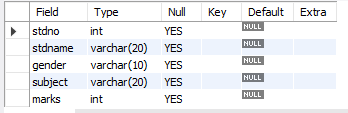 Field Type Null Key Default Extra
stdno int YES NULL
stdname varchar(20) YES NULL
gender varchar(10) YES NULL
subject varchar(20) YES NULL
marks int YES NULL